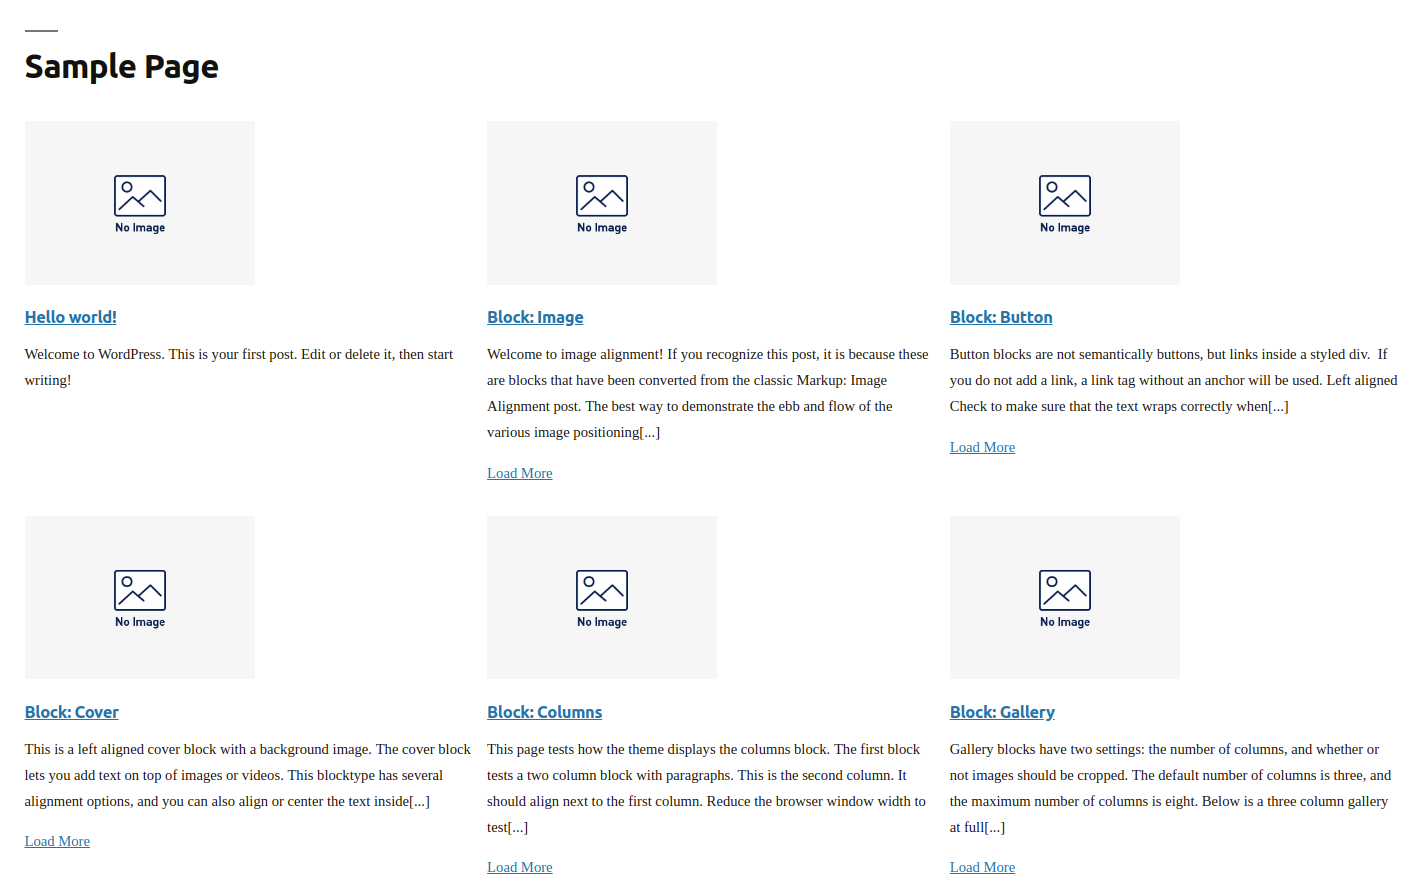 Sample Page
No Image
No Image
No Image
Hello world!
Block: Image
Block: Button
Welcome to WordPress. This is your first post. Edit or delete it, then start
writing!
Welcome to image alignment! If you recognize this post, it is because these
are blocks that have been converted from the classic Markup: Image
Alignment post. The best way to demonstrate the ebb and flow of the
various image positioning[...]
Load More
Button blocks are not semantically buttons, but links inside a styled div.  If
you do not add a link, a link tag without an anchor will be used. Left aligned
Check to make sure that the text wraps correctly when[...]
Load More
No Image
No Image
No Image
Block: Cover
Block: Columns
Block: Gallery
This is a left aligned cover block with a background image. The cover block
lets you add text on top of images or videos. This blocktype has several
alignment options, and you can also align or center the text inside[...]
Load More
This page tests how the theme displays the columns block. The first block
tests a two column block with paragraphs. This is the second column. It
should align next to the first column. Reduce the browser window width to
test[...]
Load More
Gallery blocks have two settings: the number of columns, and whether or
not images should be cropped. The default number of columns is three, and
the maximum number of columns is eight. Below is a three column gallery
at full[...]
Load More